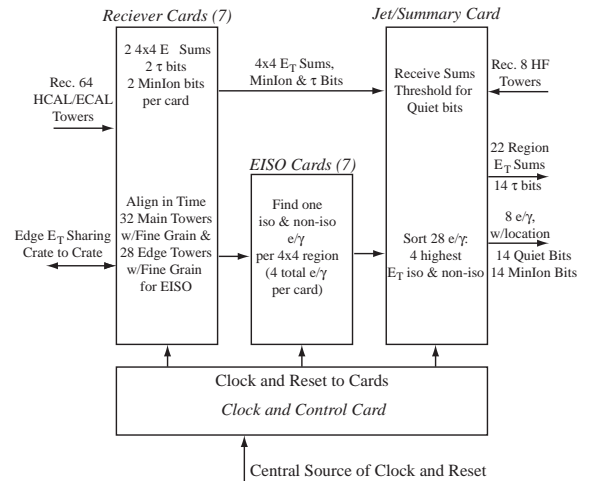 Reciever Cards (7)
Jet/Summary Card
2 4x4 E Sums
2 τ bits
2 MinIon bits
per card
Rec. 64
HCAL/ECAL
Towers
4x4 E_T Sums,
MinIon & τ Bits
Receive Sums
Threshold for
Quiet bits
Rec. 8 HF
Towers
EISO Cards (7)
22 Region
E_T Sums
14 τ bits
Align in Time
32 Main Towers
w/Fine Grain &
28 Edge Towers
w/Fine Grain
for EISO
Edge E_T Sharing
Crate to Crate
Find one
iso & non-iso
e/γ
per 4x4 region
(4 total e/γ
per card)
Sort 28 e/γ:
4 highest
E_T iso & non-iso
8 e/γ,
w/location
14 Quiet Bits
14 MinIon Bits
Clock and Reset to Cards
Clock and Control Card
Central Source of Clock and Reset